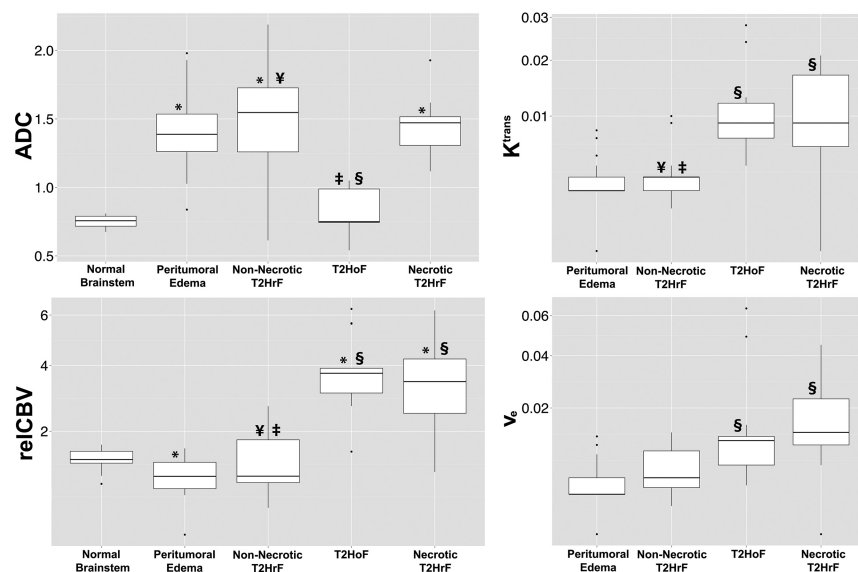 ADC
2.0
1.5
1.0
0.5
*
* ¥
‡ §
*
Normal Brainstem
Peritumoral Edema
Non-Necrotic T2HrF
T2HoF
Necrotic T2HrF
Ktrans
0.03
0.02
0.01
¥ ‡
§
§
Peritumoral Edema
Non-Necrotic T2HrF
T2HoF
Necrotic T2HrF
relCBV
6
4
2
*
¥ ‡
* §
* §
Normal Brainstem
Peritumoral Edema
Non-Necrotic T2HrF
T2HoF
Necrotic T2HrF
ve
0.06
0.04
0.02
§
§
Peritumoral Edema
Non-Necrotic T2HrF
T2HoF
Necrotic T2HrF